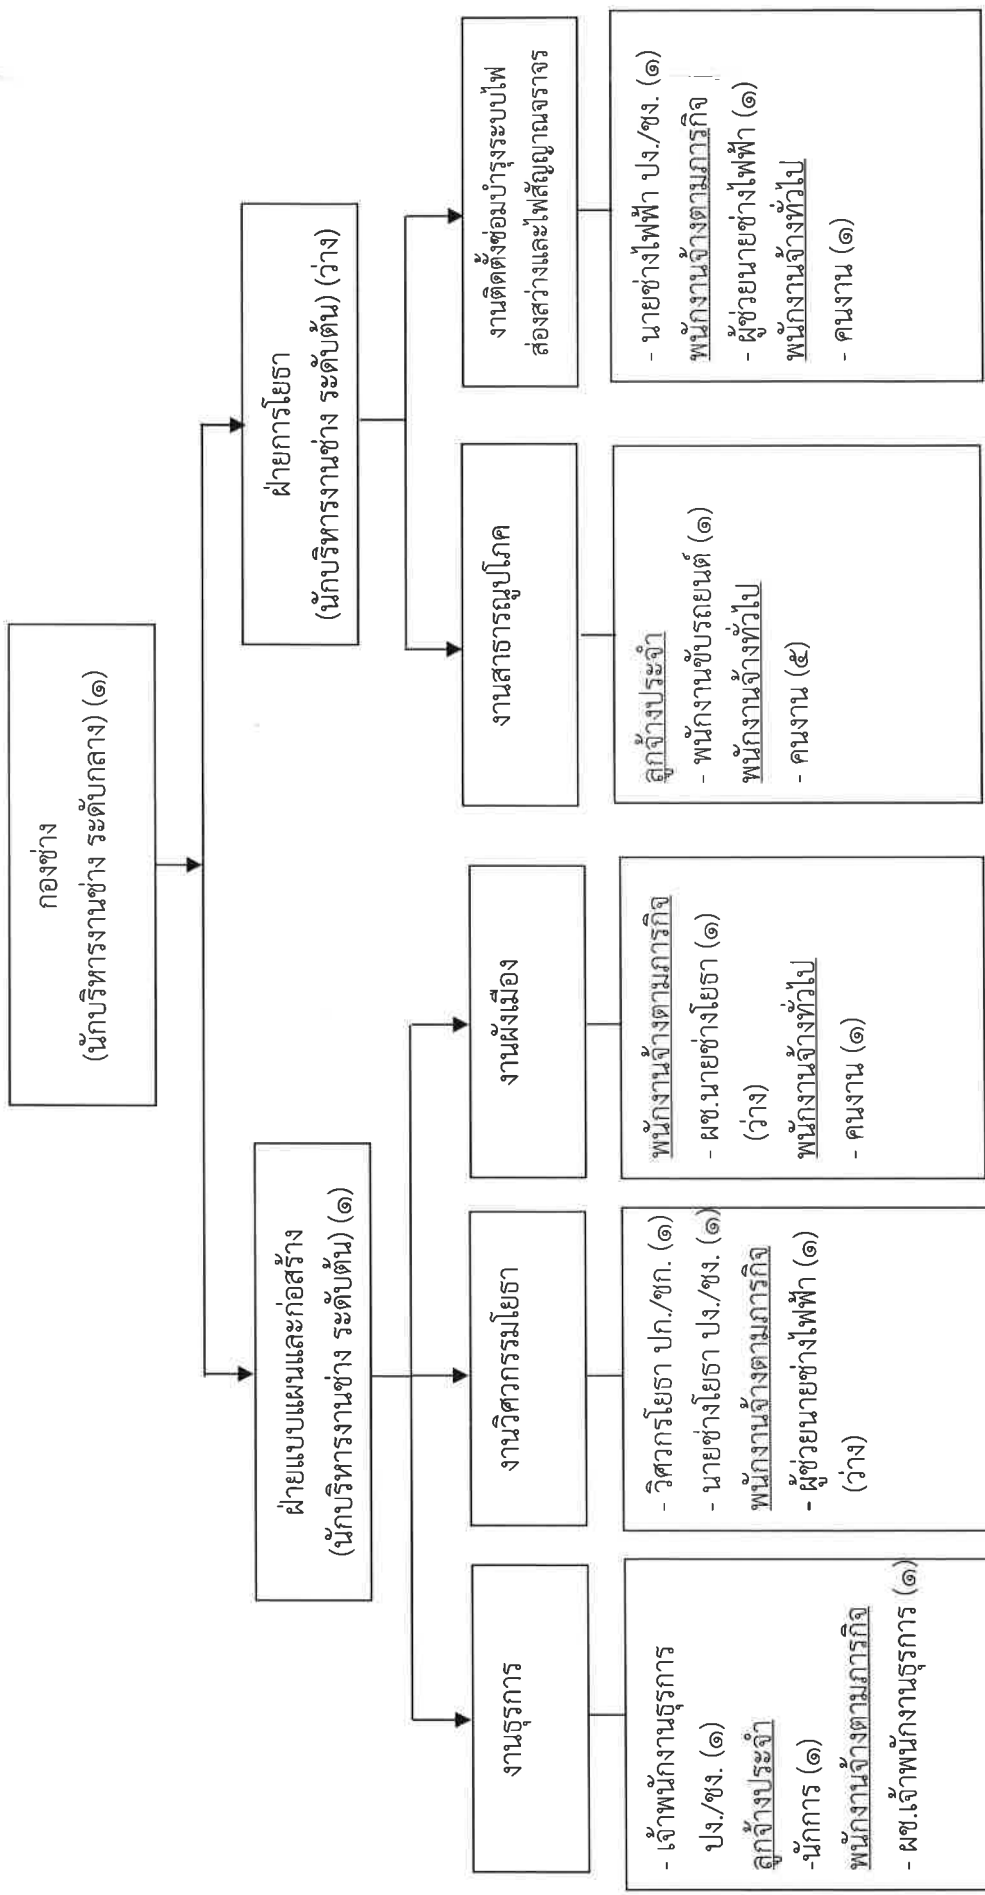 กองช่าง
(นักบริหารงานช่าง ระดับกลาง) (๑)
ฝ่ายแบบแผนและก่อสร้าง
(นักบริหารงานช่าง ระดับต้น) (๑)
ฝ่ายการโยธา
(นักบริหารงานช่าง ระดับต้น) (ว่าง)
งานธุรการ
งานวิศวกรรมโยธา
งานผังเมือง
งานสาธารณูปโภค
งานติดตั้งซ่อมบำรุงระบบไฟ
ส่องสว่างและไฟสัญญาณจราจร
- เจ้าพนักงานธุรการ
ปง./ชง. (๑)
ลูกจ้างประจำ
-นักการ (๑)
พนักงานจ้างตามภารกิจ
- ผช.เจ้าพนักงานธุรการ (๑)
- วิศวกรโยธา ปก./ชก. (๑)
- นายช่างโยธา ปง./ชง. (๑)
พนักงานจ้างตามภารกิจ
- ผู้ช่วยนายช่างไฟฟ้า (๑)
(ว่าง)
พนักงานจ้างตามภารกิจ
- ผช.นายช่างโยธา (๑)
(ว่าง)
พนักงานจ้างทั่วไป
- คนงาน (๑)
ลูกจ้างประจำ
- พนักงานขับรถยนต์ (๑)
พนักงานจ้างทั่วไป
- คนงาน (๕)
- นายช่างไฟฟ้า ปง./ชง. (๑)
พนักงานจ้างตามภารกิจ
- ผู้ช่วยนายช่างไฟฟ้า (๑)
พนักงานจ้างทั่วไป
- คนงาน (๑)